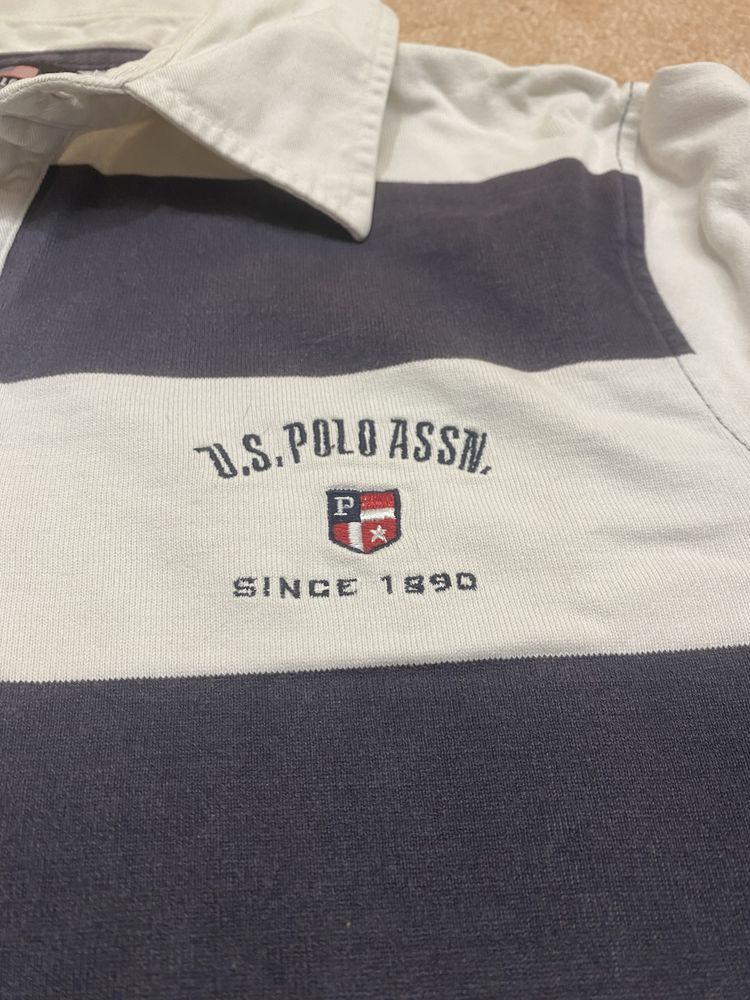 U.S. POLO ASSN.
P
SINCE 1890